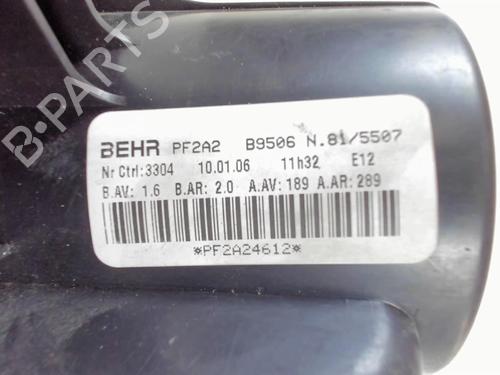 B-PARTS
BEHR PF2A2 B9506 N.81/5507
Nr Ctrl:3304 10.01.06 11h32 E12
B.AV: 1.6 B.AR: 2.0 A.AV: 189 A.AR: 289
*PF2A24612*